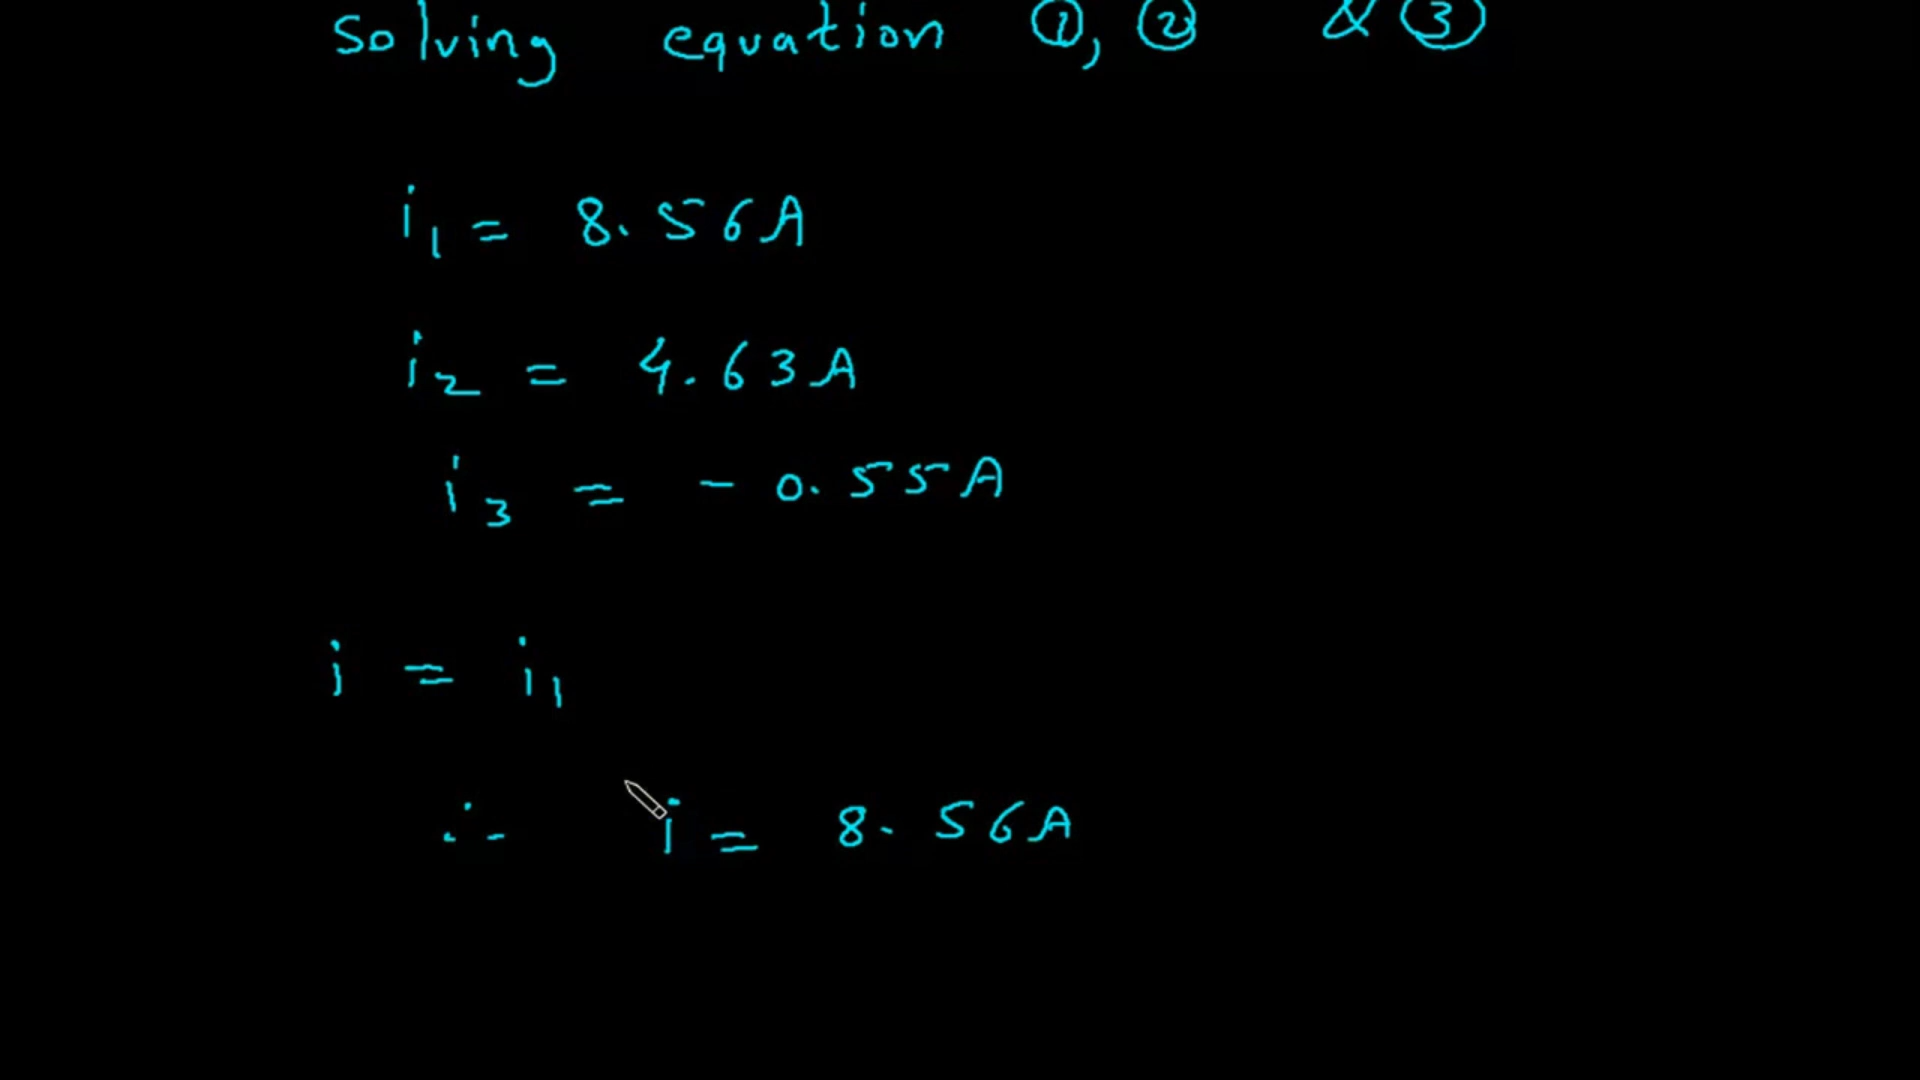 Solving equation ①, ② & ③
i₁ = 8.56A
i₂ = 4.63A
i₃ = - 0.55A
i = i₁
∴ i = 8.56A